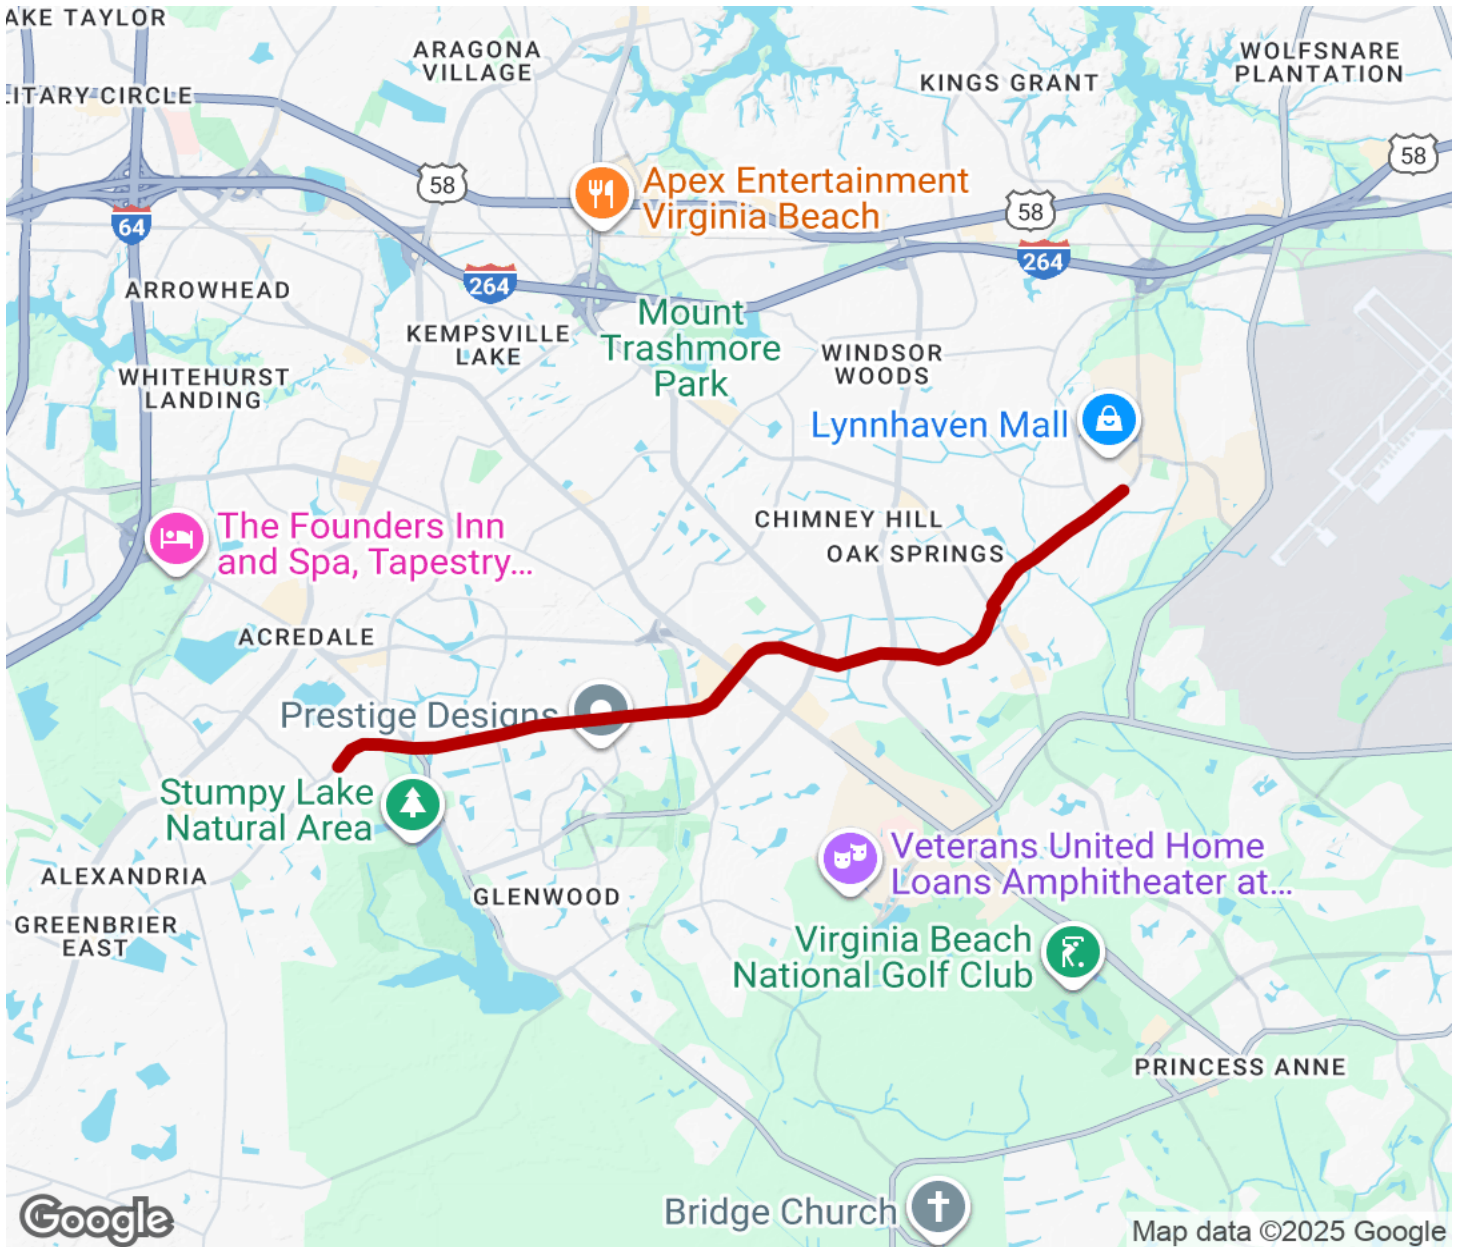 AKE TAYLOR
ARAGONA
VILLAGE
WOLFSNARE
PLANTATION
KINGS GRANT
LITARY CIRCLE
58
58
Apex Entertainment
Virginia Beach
58
64
264
264
ARROWHEAD
Mount
Trashmore
Park
KEMPSVILLE
LAKE
WINDSOR
WOODS
WHITEHURST
LANDING
Lynnhaven Mall
The Founders Inn
and Spa, Tapestry...
CHIMNEY HILL
OAK SPRINGS
ACREDALE
Prestige Designs
Stumpy Lake
Natural Area
Veterans United Home
Loans Amphitheater at...
ALEXANDRIA
GLENWOOD
GREENBRIER
EAST
Virginia Beach
National Golf Club
PRINCESS ANNE
Bridge Church
Google
Map data ©2025 Google